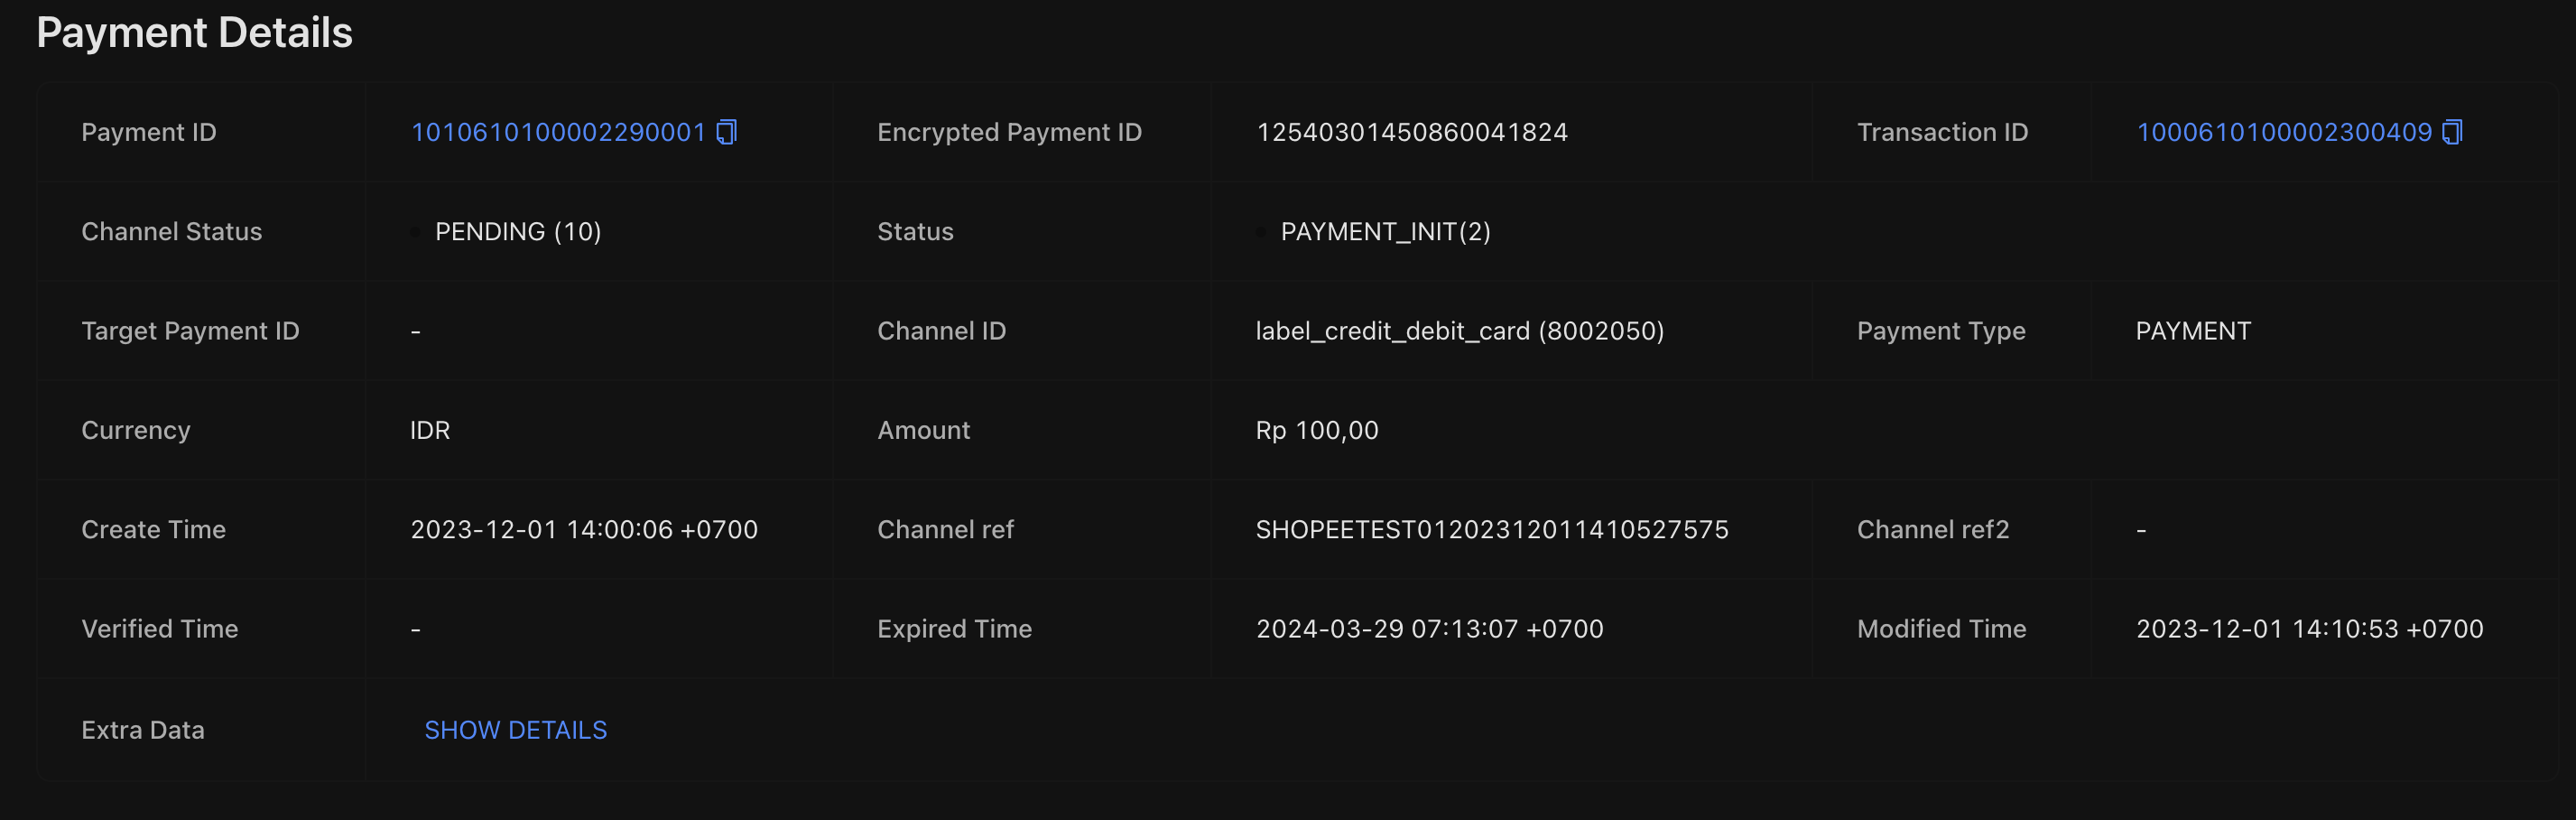 Payment Details
Payment ID 1010610100002290001 Encrypted Payment ID 12540301450860041824 Transaction ID 1000610100002300409
Channel Status PENDING (10) Status PAYMENT_INIT(2)
Target Payment ID - Channel ID label_credit_debit_card (8002050) Payment Type PAYMENT
Currency IDR Amount Rp 100,00
Create Time 2023-12-01 14:00:06 +0700 Channel ref SHOPEETEST01202312011410527575 Channel ref2 -
Verified Time - Expired Time 2024-03-29 07:13:07 +0700 Modified Time 2023-12-01 14:10:53 +0700
Extra Data SHOW DETAILS